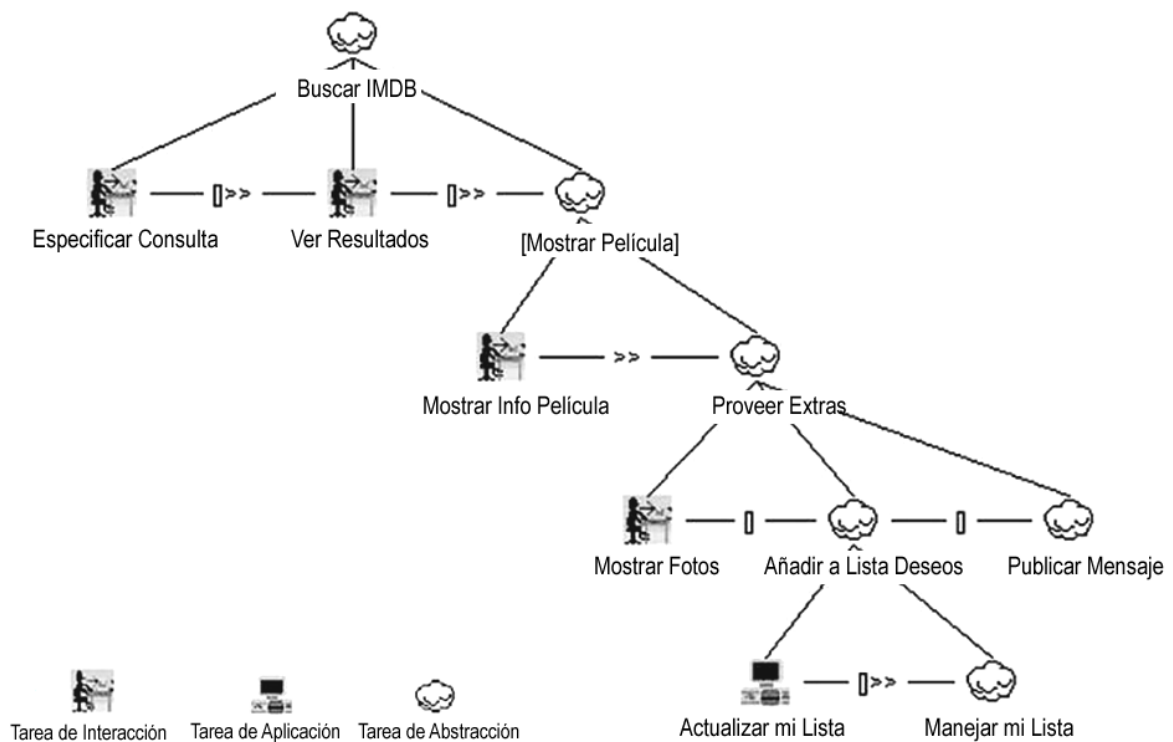 Buscar IMDB
[]>> []>>
Especificar Consulta Ver Resultados [Mostrar Película]
>>
Mostrar Info Película Proveer Extras
[] []
Mostrar Fotos Añadir a Lista Deseos Publicar Mensaje
[]>>
Actualizar mi Lista Manejar mi Lista
Tarea de Interacción Tarea de Aplicación Tarea de Abstracción